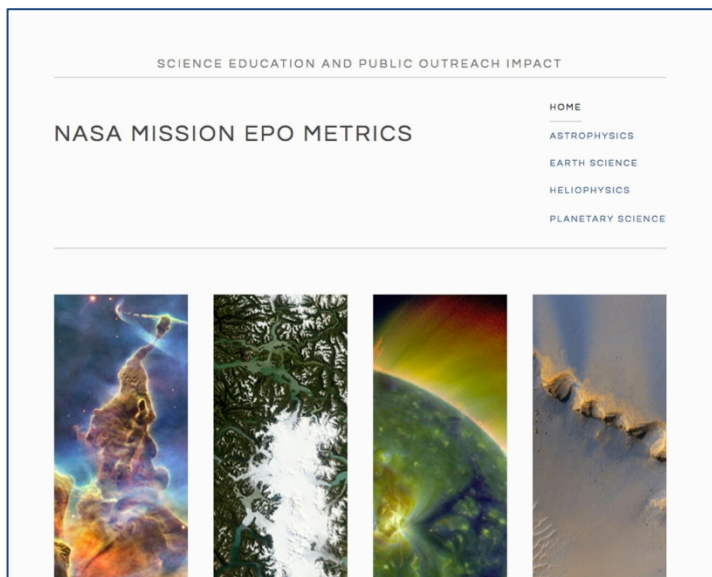 SCIENCE EDUCATION AND PUBLIC OUTREACH IMPACT
NASA MISSION EPO METRICS
HOME
ASTROPHYSICS
EARTH SCIENCE
HELIOPHYSICS
PLANETARY SCIENCE